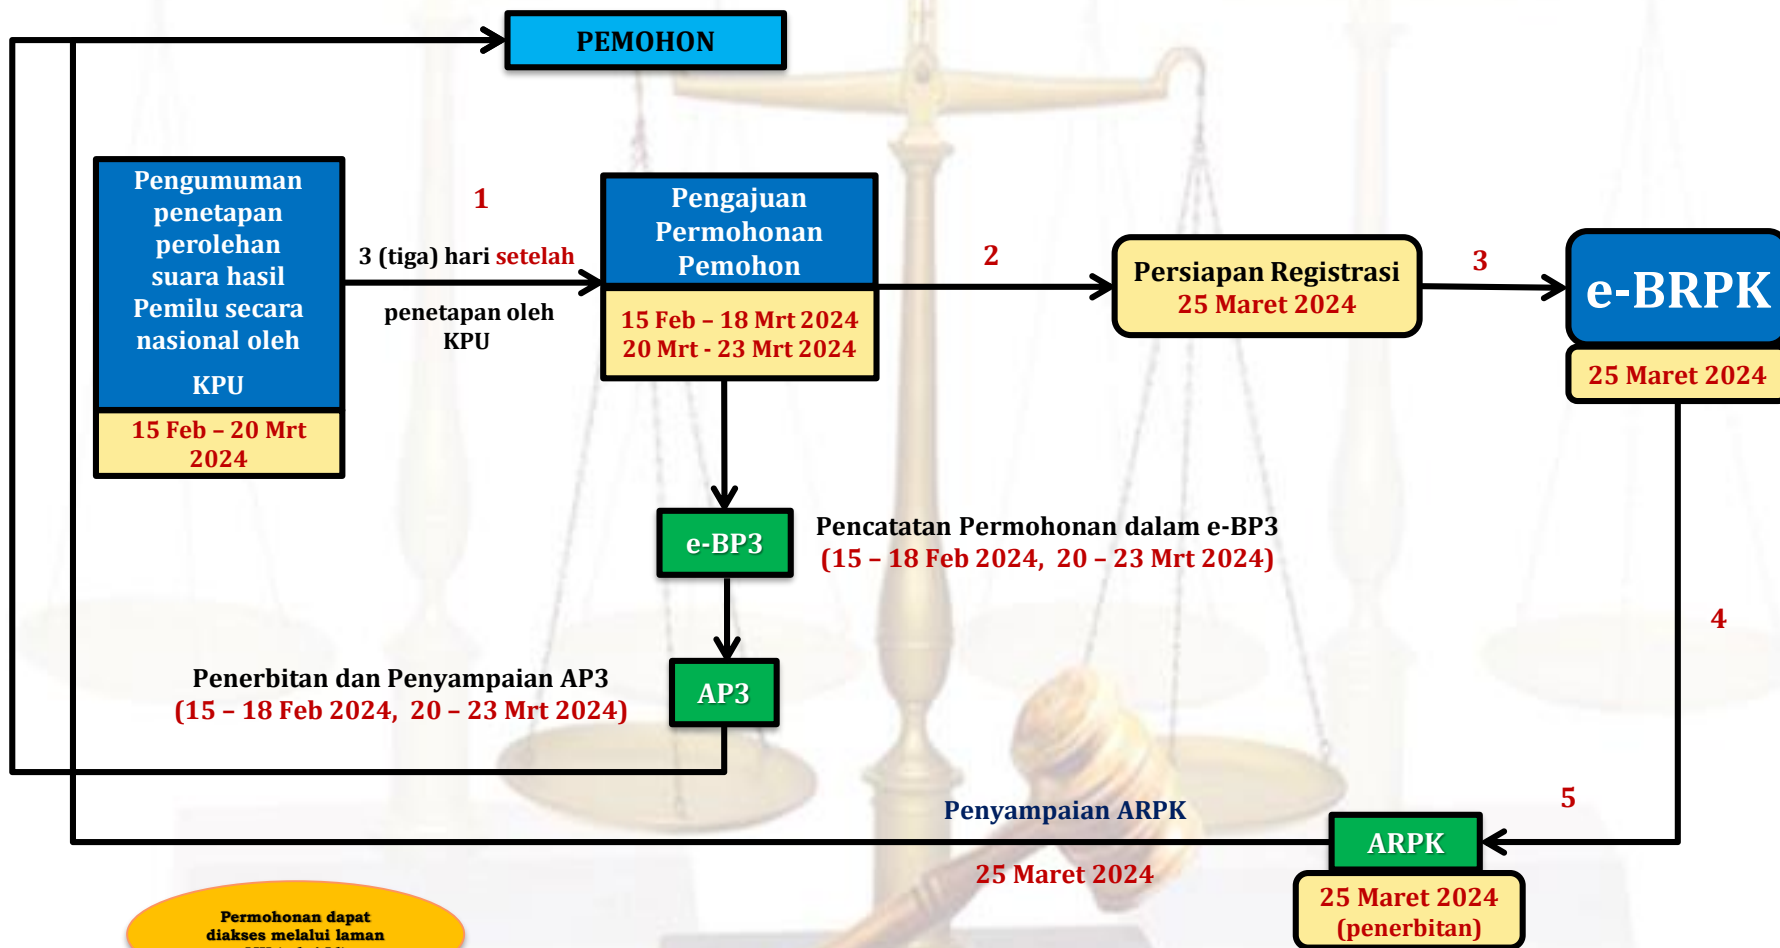 PEMOHON
Pengumuman
penetapan
perolehan
suara hasil
Pemilu secara
nasional oleh
KPU
15 Feb – 20 Mrt
2024
1
3 (tiga) hari setelah
penetapan oleh
KPU
Pengajuan
Permohonan
Pemohon
15 Feb – 18 Mrt 2024
20 Mrt - 23 Mrt 2024
2
Persiapan Registrasi
25 Maret 2024
3
e-BRPK
25 Maret 2024
e-BP3
Pencatatan Permohonan dalam e-BP3
(15 – 18 Feb 2024, 20 – 23 Mrt 2024)
4
Penerbitan dan Penyampaian AP3
(15 – 18 Feb 2024, 20 – 23 Mrt 2024)
AP3
5
Penyampaian ARPK
25 Maret 2024
ARPK
25 Maret 2024
(penerbitan)
Permohonan dapat
diakses melalui laman